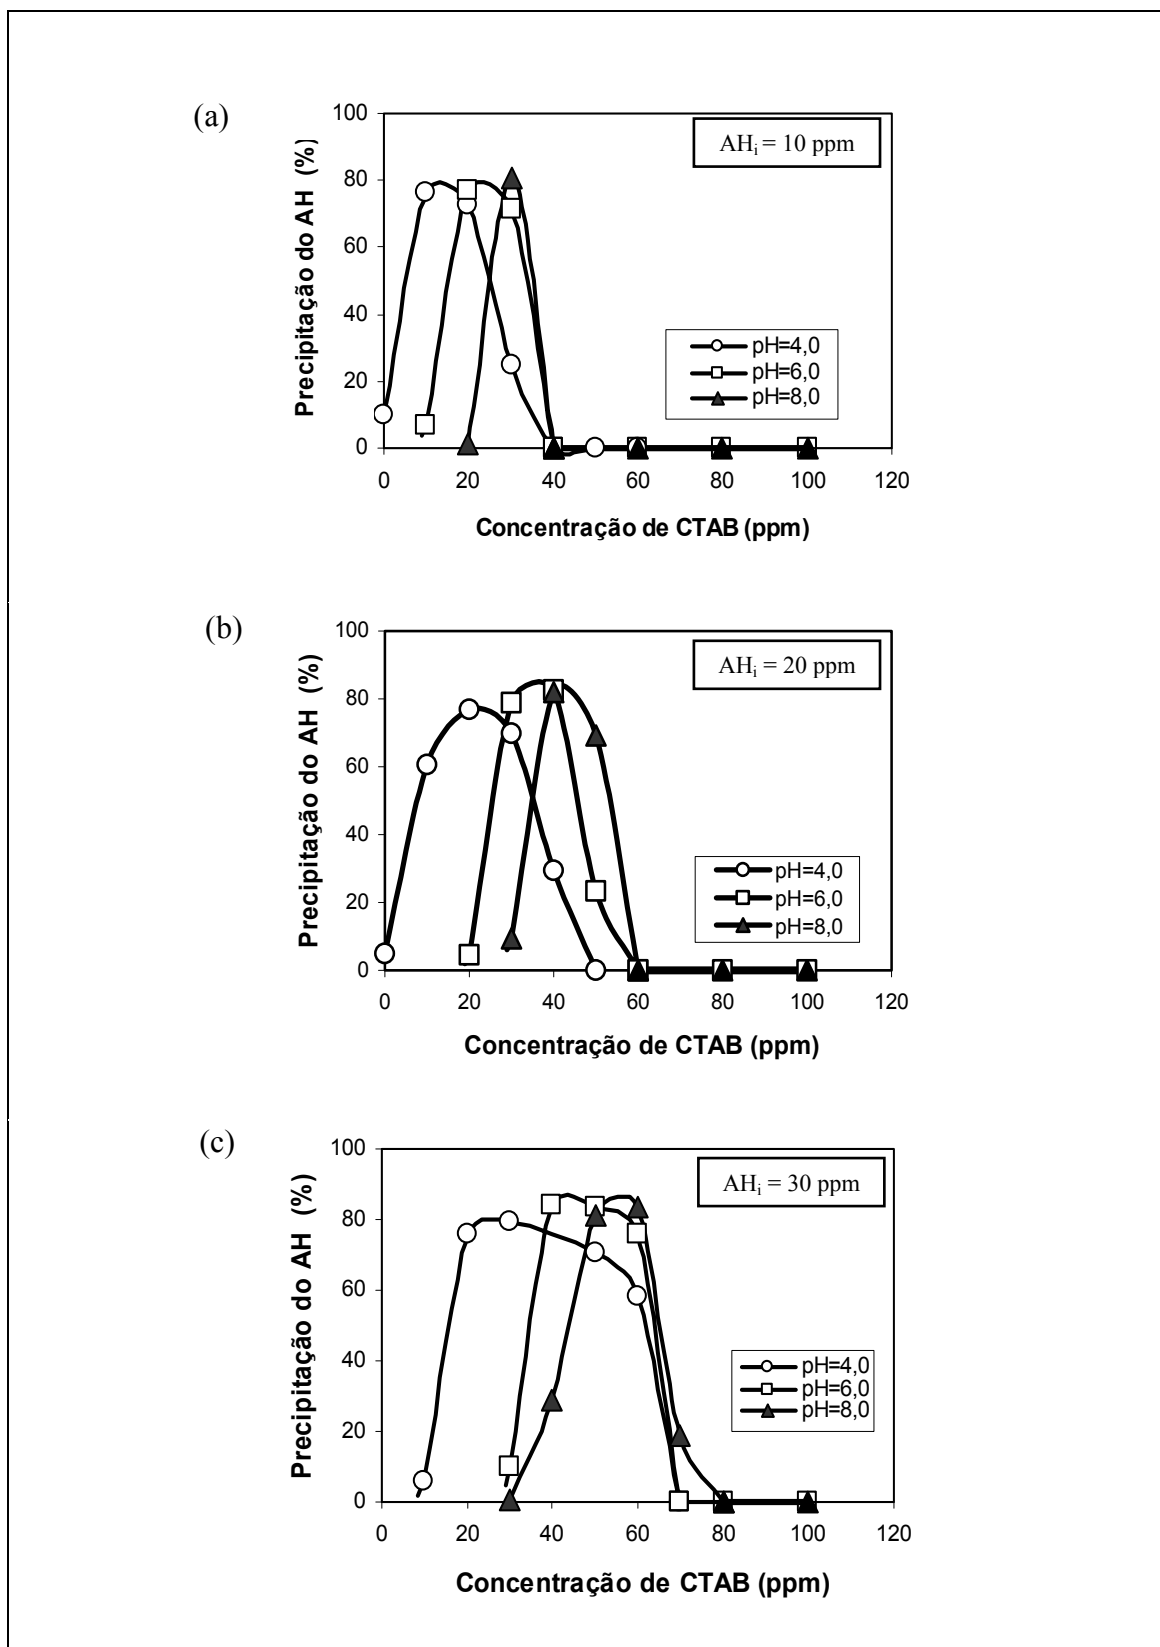 (a)
Precipitação do AH (%)
100
80
60
40
20
0
AHi = 10 ppm
pH=4,0
pH=6,0
pH=8,0
0 20 40 60 80 100 120
Concentração de CTAB (ppm)
(b)
Precipitação do AH (%)
100
80
60
40
20
0
AHi = 20 ppm
pH=4,0
pH=6,0
pH=8,0
0 20 40 60 80 100 120
Concentração de CTAB (ppm)
(c)
Precipitação do AH (%)
100
80
60
40
20
0
AHi = 30 ppm
pH=4,0
pH=6,0
pH=8,0
0 20 40 60 80 100 120
Concentração de CTAB (ppm)